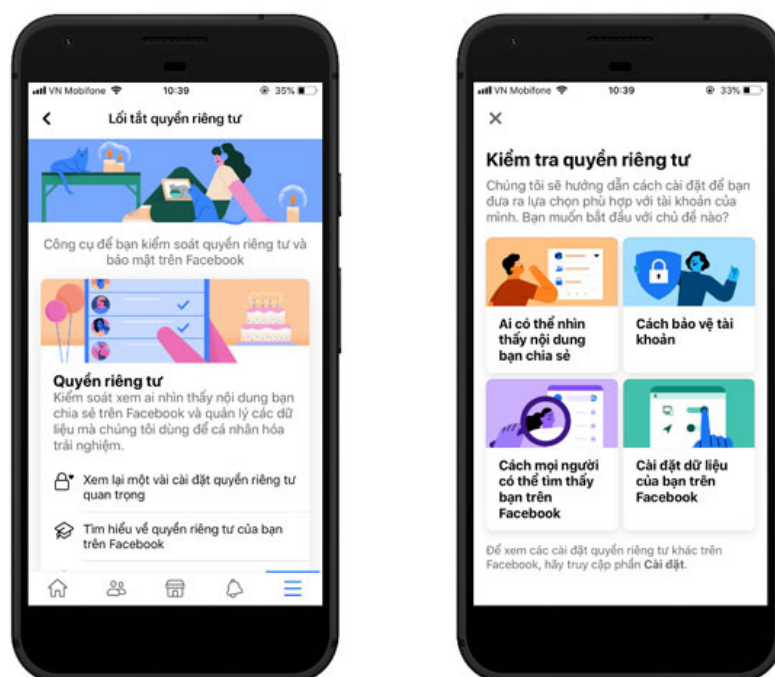 VN Mobifone 10:39 35%
Lối tắt quyền riêng tư
Công cụ để bạn kiểm soát quyền riêng tư và
bảo mật trên Facebook
Quyền riêng tư
Kiểm soát xem ai nhìn thấy nội dung bạn
chia sẻ trên Facebook và quản lý các dữ
liệu mà chúng tôi dùng để cá nhân hóa
trải nghiệm.
Xem lại một vài cài đặt quyền riêng tư
quan trọng
Tìm hiểu về quyền riêng tư của bạn
trên Facebook
VN Mobifone 10:39 33%
Kiểm tra quyền riêng tư
Chúng tôi sẽ hướng dẫn cách cài đặt để bạn
đưa ra lựa chọn phù hợp với tài khoản của
mình. Bạn muốn bắt đầu với chủ đề nào?
Ai có thể nhìn
thấy nội dung
bạn chia sẻ
Cách bảo vệ tài
khoản
Cách mọi người
có thể tìm thấy
bạn trên
Facebook
Cài đặt dữ liệu
của bạn trên
Facebook
Để xem các cài đặt quyền riêng tư khác trên
Facebook, hãy truy cập phần Cài đặt.